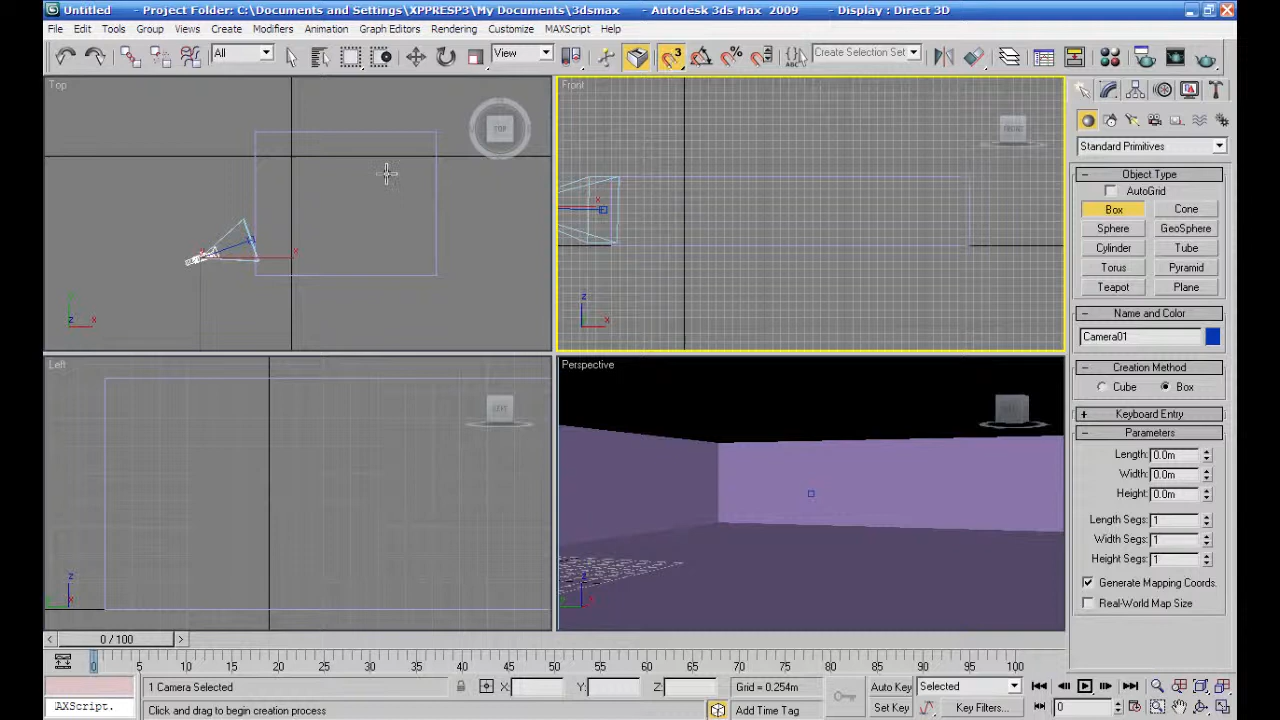 Untitled - Project Folder: C:\Documents and Settings\XPPRESP3\My Documents\3dsmax - Autodesk 3ds Max 2009 - Display : Direct 3D
File Edit Tools Group Views Create Modifiers Animation Graph Editors Rendering Customize MAXScript Help
All View 3 Create Selection Set
Top TOP Front FRONT
x x
x
z x
y
z
x
Standard Primitives
Object Type
AutoGrid
Box Cone
Sphere GeoSphere
Cylinder Tube
Torus Pyramid
Teapot Plane
Name and Color
Camera01
Creation Method
Cube Box
Keyboard Entry
Parameters
Length: 0.0m
Width: 0.0m
Height: 0.0m
Length Segs: 1
Width Segs: 1
Height Segs: 1
Generate Mapping Coords.
Real-World Map Size
Left Perspective
z
x
z
0 / 100
0 5 10 15 20 25 30 35 40 45 50 55 60 65 70 75 80 85 90 95 100
1 Camera Selected X: Y: Z: Grid = 0.254m Auto Key Selected
AXScript. Click and drag to begin creation process Add Time Tag Set Key Key Filters... 0